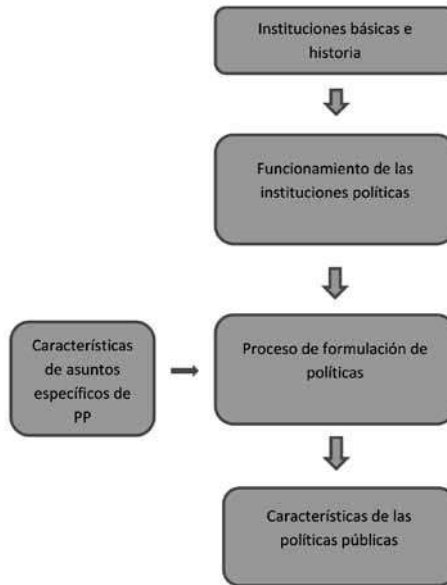 Instituciones básicas e
historia
Funcionamiento de las
instituciones políticas
Características
de asuntos
específicos de
PP
Proceso de formulación de
políticas
Características de las
políticas públicas